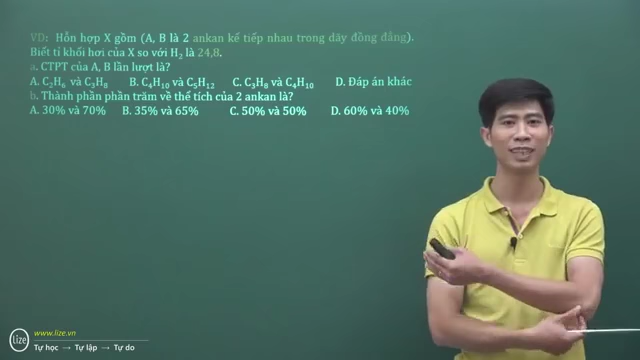 VD: Hỗn hợp X gồm (A, B là 2 ankan kế tiếp nhau trong dãy đồng đẳng).
Biết tỉ khối hơi của X so với H₂ là 24,8.
a. CTPT của A, B lần lượt là?
A. C₂H₆ và C₃H₈ B. C₄H₁₀ và C₅H₁₂ C. C₃H₈ và C₄H₁₀ D. Đáp án khác
b. Thành phần phần trăm về thể tích của 2 ankan là?
A. 30% và 70% B. 35% và 65% C. 50% và 50% D. 60% và 40%
Lize
www.lize.vn
Tự học → Tự lập → Tự do